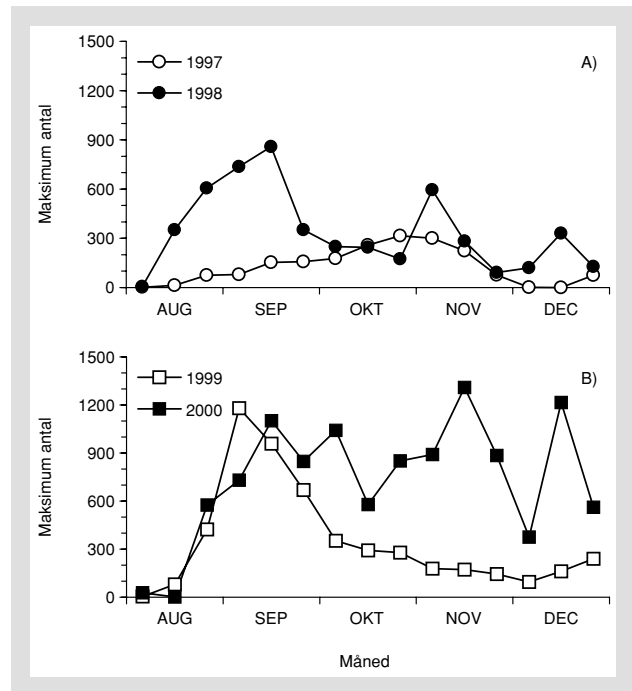 1500
1200
900
600
300
0
Maksimum antal
1997
1998
A)
AUG SEP OKT NOV DEC
1500
1200
900
600
300
0
Maksimum antal
1999
2000
B)
AUG SEP OKT NOV DEC
Måned